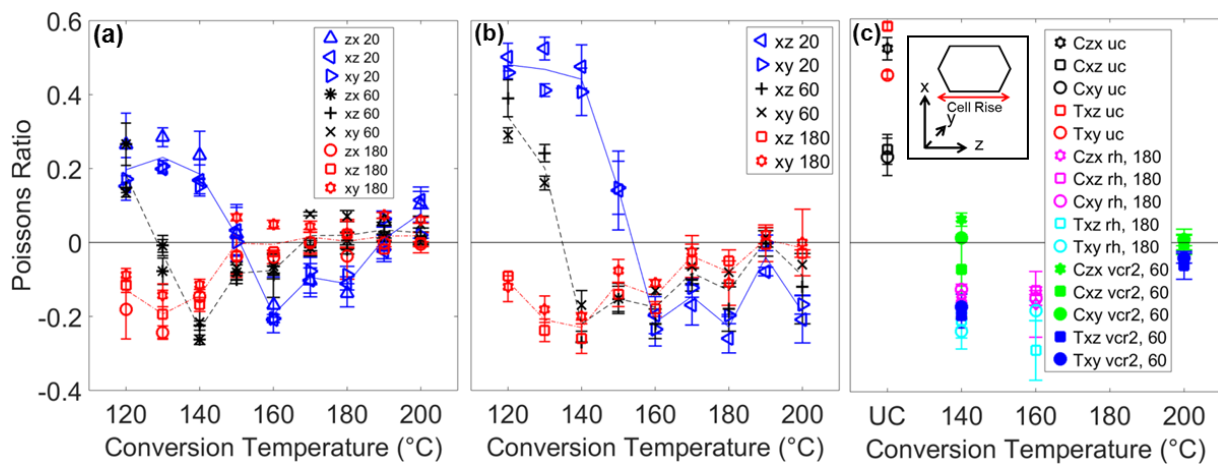 Poissons Ratio
0.6
0.4
0.2
0
-0.2
-0.4
(a)
zx 20
xz 20
xy 20
zx 60
xz 60
xy 60
zx 180
xz 180
xy 180
120 140 160 180 200
Conversion Temperature (°C)
(b)
xz 20
xy 20
xz 60
xy 60
xz 180
xy 180
120 140 160 180 200
Conversion Temperature (°C)
(c)
x
y
z
Cell Rise
Czx uc
Cxz uc
Cxy uc
Txz uc
Txy uc
Czx rh, 180
Cxz rh, 180
Cxy rh, 180
Txz rh, 180
Txy rh, 180
Czx vcr2, 60
Cxz vcr2, 60
Cxy vcr2, 60
Txz vcr2, 60
Txy vcr2, 60
UC 140 160 200
Conversion Temperature (°C)